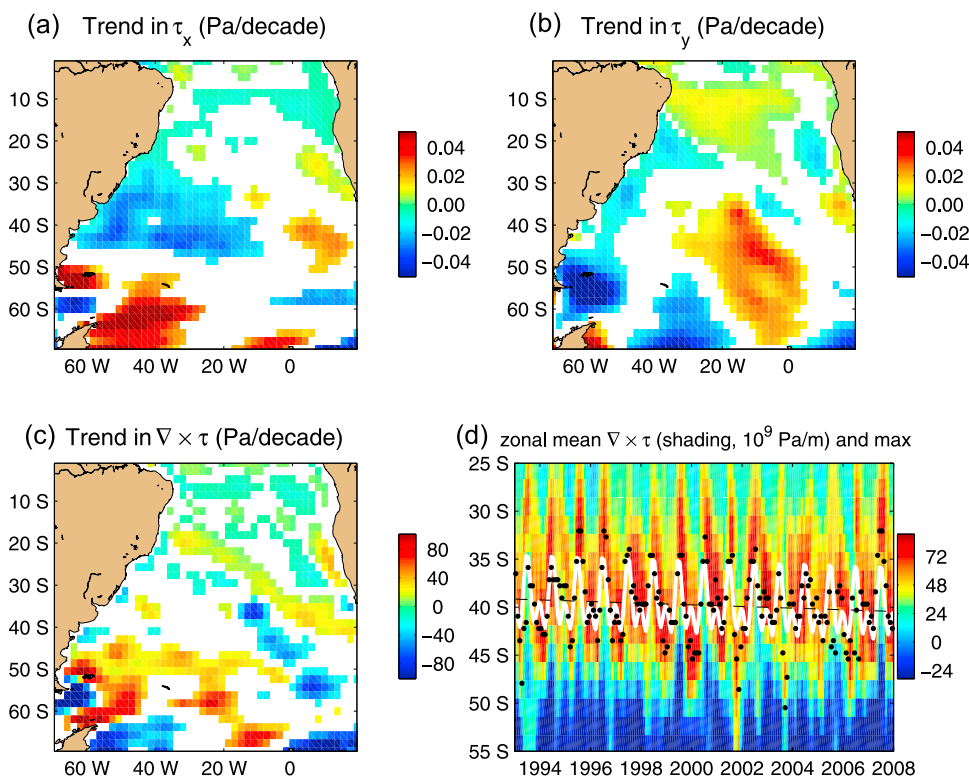 (a) Trend in τx (Pa/decade)
10 S
20 S
30 S
40 S
50 S
60 S
60 W 40 W 20 W 0
0.04
0.02
0.00
−0.02
−0.04
(b) Trend in τy (Pa/decade)
10 S
20 S
30 S
40 S
50 S
60 S
60 W 40 W 20 W 0
0.04
0.02
0.00
−0.02
−0.04
(c) Trend in ∇ × τ (Pa/decade)
10 S
20 S
30 S
40 S
50 S
60 S
60 W 40 W 20 W 0
80
40
0
−40
−80
(d) zonal mean ∇ × τ (shading, 10⁹ Pa/m) and max
25 S
30 S
35 S
40 S
45 S
50 S
55 S
1994 1996 1998 2000 2002 2004 2006 2008
72
48
24
0
−24